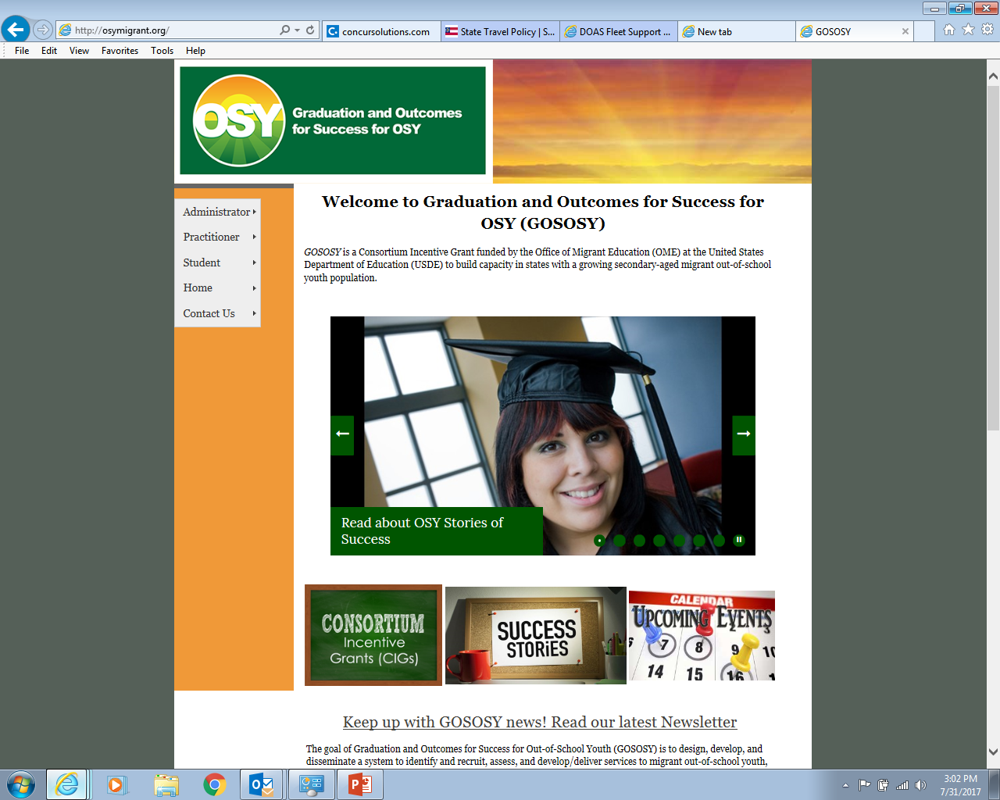 http://osymigrant.org/
concursolutions.com
State Travel Policy | S...
DOAS Fleet Support ...
New tab
GOSOSY
File Edit View Favorites Tools Help
OSY
Graduation and Outcomes
for Success for OSY
Administrator
Practitioner
Student
Home
Contact Us
Welcome to Graduation and Outcomes for Success for
OSY (GOSOSY)
GOSOSY is a Consortium Incentive Grant funded by the Office of Migrant Education (OME) at the United States
Department of Education (USDE) to build capacity in states with a growing secondary-aged migrant out-of-school
youth population.
Read about OSY Stories of
Success
CONSORTIUM
Incentive
Grants (CIGs)
SUCCESS
STORiES
CALENDAR
UPCOMING EVENTS
6 7 8 9 10
14 15 16
Keep up with GOSOSY news! Read our latest Newsletter
The goal of Graduation and Outcomes for Success for Out-of-School Youth (GOSOSY) is to design, develop, and
disseminate a system to identify and recruit, assess, and develop/deliver services to migrant out-of-school youth,
3:02 PM
7/31/2017